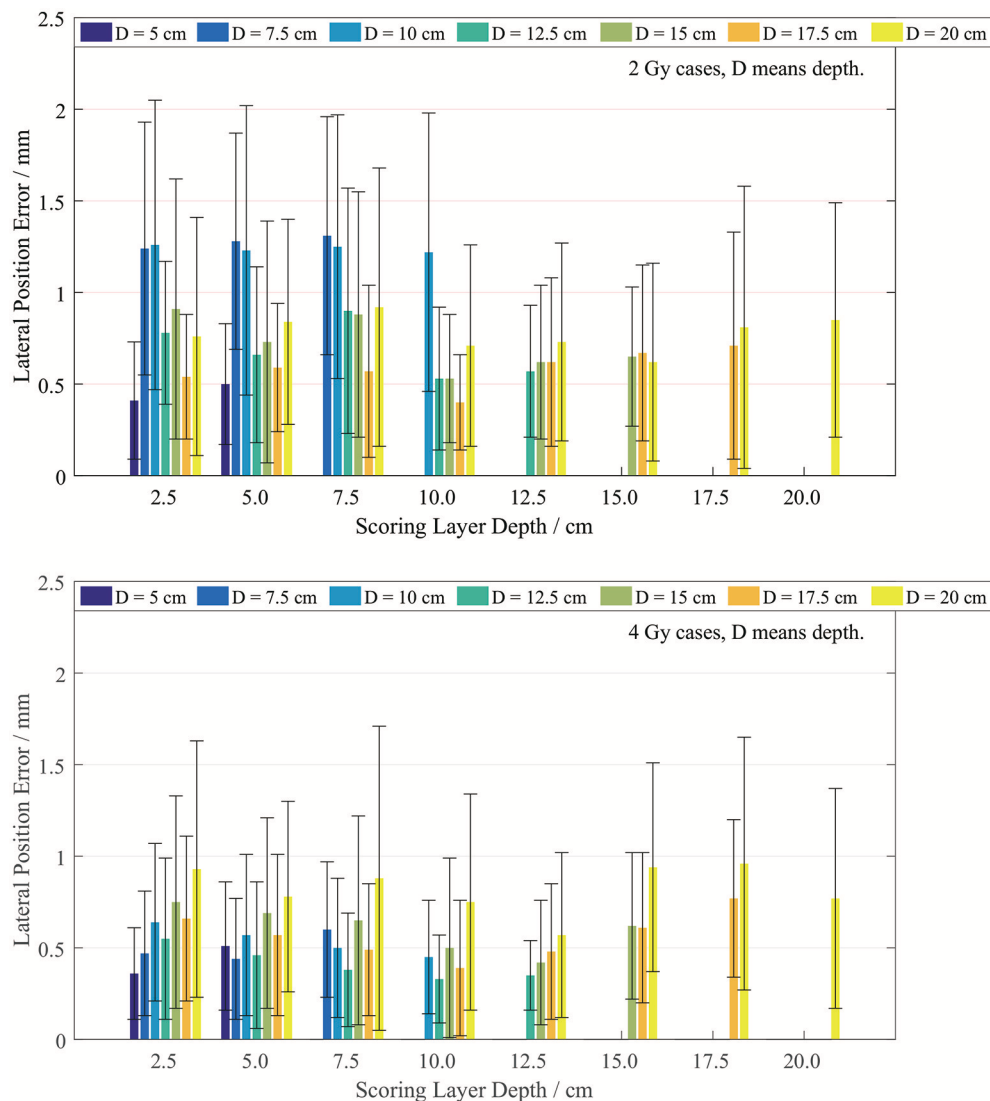 2.5
D = 5 cm D = 7.5 cm D = 10 cm D = 12.5 cm D = 15 cm D = 17.5 cm D = 20 cm
2 Gy cases, D means depth.
2
1.5
1
0.5
0
Lateral Position Error / mm
2.5 5.0 7.5 10.0 12.5 15.0 17.5 20.0
Scoring Layer Depth / cm
2.5
D = 5 cm D = 7.5 cm D = 10 cm D = 12.5 cm D = 15 cm D = 17.5 cm D = 20 cm
4 Gy cases, D means depth.
2
1.5
1
0.5
0
Lateral Position Error / mm
2.5 5.0 7.5 10.0 12.5 15.0 17.5 20.0
Scoring Layer Depth / cm